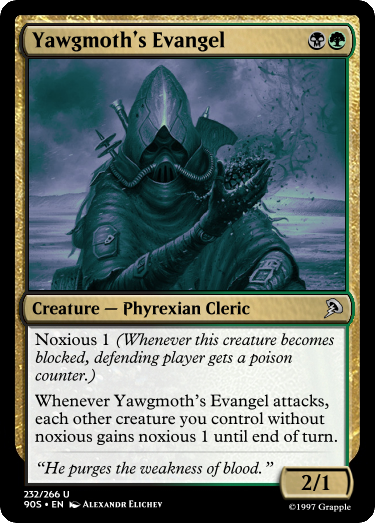 Yawgmoth's Evangel
Creature — Phyrexian Cleric
Noxious 1 (Whenever this creature becomes
blocked, defending player gets a poison
counter.)
Whenever Yawgmoth's Evangel attacks,
each other creature you control without
noxious gains noxious 1 until end of turn.
"He purges the weakness of blood."
2/1
232/266 U
90S • EN Alexandr Elichev
©1997 Grapple